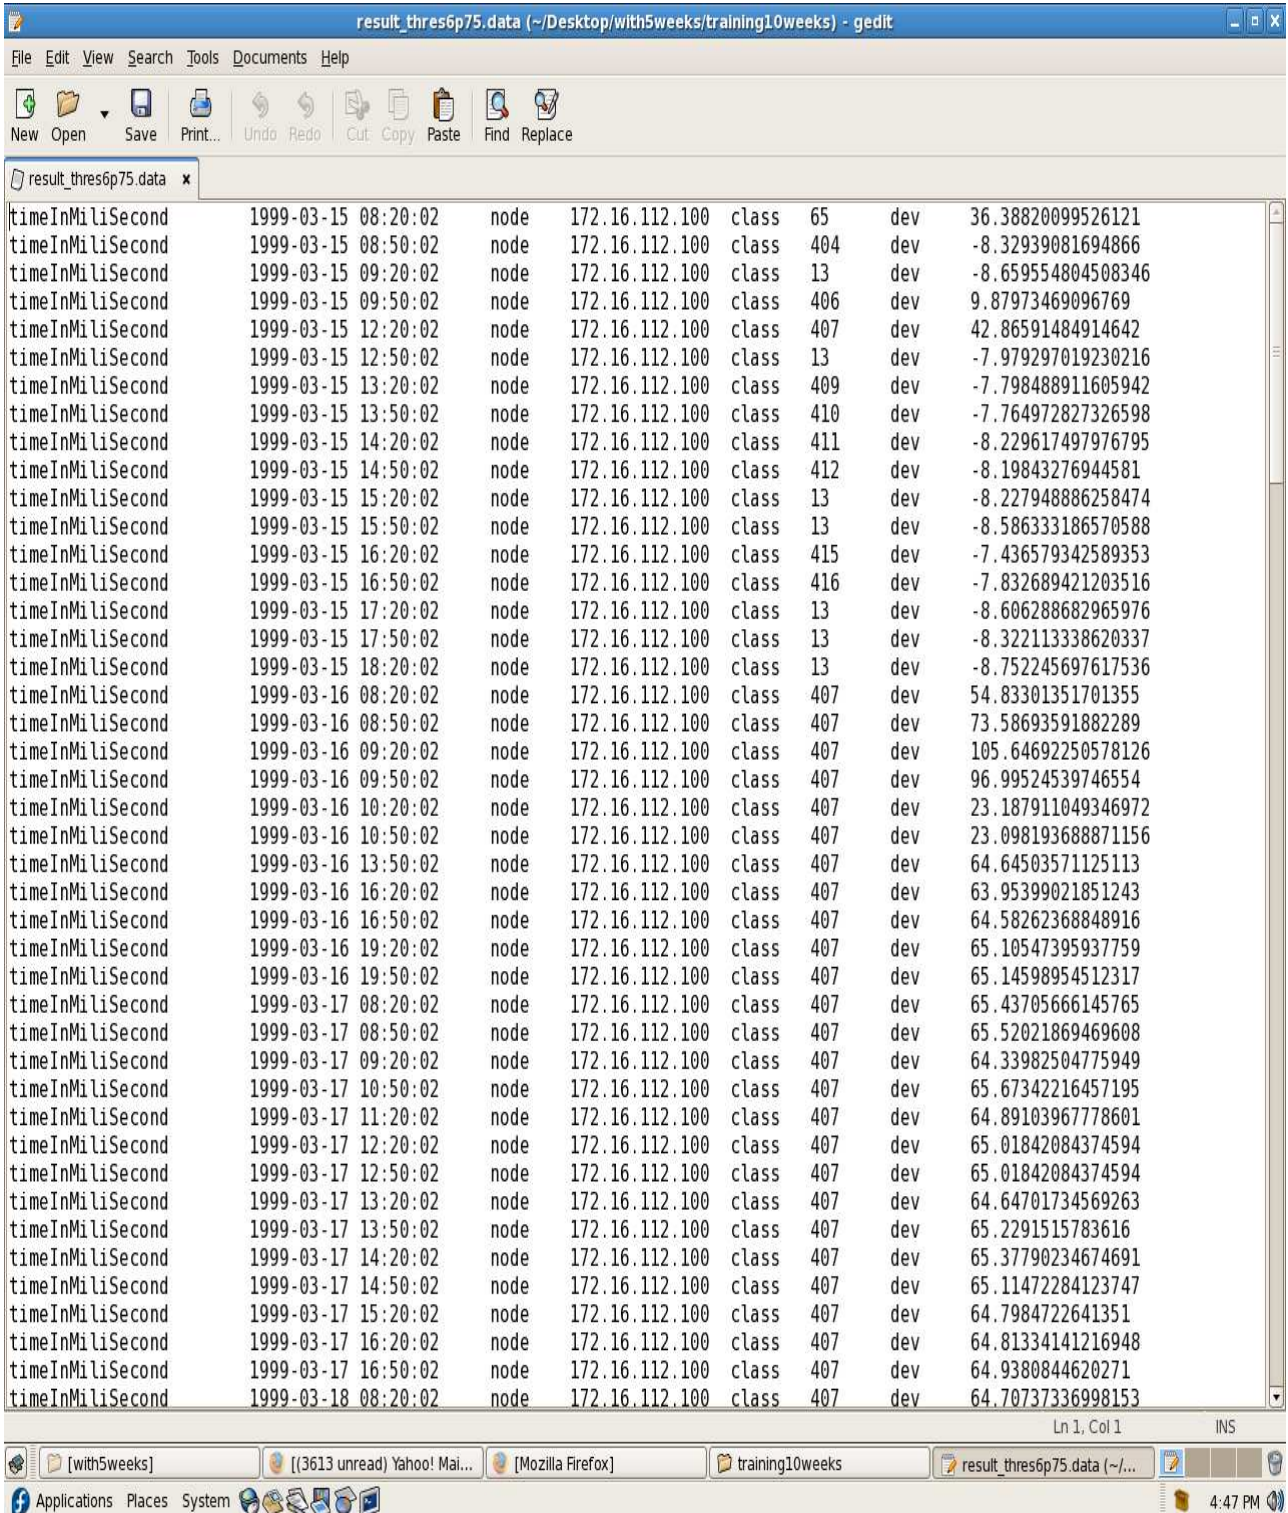 result_thres6p75.data (~/Desktop/with5weeks/training10weeks) - gedit
File Edit View Search Tools Documents Help
New Open Save Print... Undo Redo Cut Copy Paste Find Replace
result_thres6p75.data x
timeInMiliSecond 1999-03-15 08:20:02 node 172.16.112.100 class 65 dev 36.38820099526121
timeInMiliSecond 1999-03-15 08:50:02 node 172.16.112.100 class 404 dev -8.32939081694866
timeInMiliSecond 1999-03-15 09:20:02 node 172.16.112.100 class 13 dev -8.659554804508346
timeInMiliSecond 1999-03-15 09:50:02 node 172.16.112.100 class 406 dev 9.87973469096769
timeInMiliSecond 1999-03-15 12:20:02 node 172.16.112.100 class 407 dev 42.86591484914642
timeInMiliSecond 1999-03-15 12:50:02 node 172.16.112.100 class 13 dev -7.979297019230216
timeInMiliSecond 1999-03-15 13:20:02 node 172.16.112.100 class 409 dev -7.798488911605942
timeInMiliSecond 1999-03-15 13:50:02 node 172.16.112.100 class 410 dev -7.764972827326598
timeInMiliSecond 1999-03-15 14:20:02 node 172.16.112.100 class 411 dev -8.229617497976795
timeInMiliSecond 1999-03-15 14:50:02 node 172.16.112.100 class 412 dev -8.19843276944581
timeInMiliSecond 1999-03-15 15:20:02 node 172.16.112.100 class 13 dev -8.227948886258474
timeInMiliSecond 1999-03-15 15:50:02 node 172.16.112.100 class 13 dev -8.586333186570588
timeInMiliSecond 1999-03-15 16:20:02 node 172.16.112.100 class 415 dev -7.436579342589353
timeInMiliSecond 1999-03-15 16:50:02 node 172.16.112.100 class 416 dev -7.832689421203516
timeInMiliSecond 1999-03-15 17:20:02 node 172.16.112.100 class 13 dev -8.606288682965976
timeInMiliSecond 1999-03-15 17:50:02 node 172.16.112.100 class 13 dev -8.322113338620337
timeInMiliSecond 1999-03-15 18:20:02 node 172.16.112.100 class 13 dev -8.752245697617536
timeInMiliSecond 1999-03-16 08:20:02 node 172.16.112.100 class 407 dev 54.83301351701355
timeInMiliSecond 1999-03-16 08:50:02 node 172.16.112.100 class 407 dev 73.58693591882289
timeInMiliSecond 1999-03-16 09:20:02 node 172.16.112.100 class 407 dev 105.64692250578126
timeInMiliSecond 1999-03-16 09:50:02 node 172.16.112.100 class 407 dev 96.99524539746554
timeInMiliSecond 1999-03-16 10:20:02 node 172.16.112.100 class 407 dev 23.187911049346972
timeInMiliSecond 1999-03-16 10:50:02 node 172.16.112.100 class 407 dev 23.098193688871156
timeInMiliSecond 1999-03-16 13:50:02 node 172.16.112.100 class 407 dev 64.64503571125113
timeInMiliSecond 1999-03-16 16:20:02 node 172.16.112.100 class 407 dev 63.95399021851243
timeInMiliSecond 1999-03-16 16:50:02 node 172.16.112.100 class 407 dev 64.58262368848916
timeInMiliSecond 1999-03-16 19:20:02 node 172.16.112.100 class 407 dev 65.10547395937759
timeInMiliSecond 1999-03-16 19:50:02 node 172.16.112.100 class 407 dev 65.14598954512317
timeInMiliSecond 1999-03-17 08:20:02 node 172.16.112.100 class 407 dev 65.43705666145765
timeInMiliSecond 1999-03-17 08:50:02 node 172.16.112.100 class 407 dev 65.52021869469608
timeInMiliSecond 1999-03-17 09:20:02 node 172.16.112.100 class 407 dev 64.33982504775949
timeInMiliSecond 1999-03-17 10:50:02 node 172.16.112.100 class 407 dev 65.67342216457195
timeInMiliSecond 1999-03-17 11:20:02 node 172.16.112.100 class 407 dev 64.89103967778601
timeInMiliSecond 1999-03-17 12:20:02 node 172.16.112.100 class 407 dev 65.01842084374594
timeInMiliSecond 1999-03-17 12:50:02 node 172.16.112.100 class 407 dev 65.01842084374594
timeInMiliSecond 1999-03-17 13:20:02 node 172.16.112.100 class 407 dev 64.64701734569263
timeInMiliSecond 1999-03-17 13:50:02 node 172.16.112.100 class 407 dev 65.2291515783616
timeInMiliSecond 1999-03-17 14:20:02 node 172.16.112.100 class 407 dev 65.37790234674691
timeInMiliSecond 1999-03-17 14:50:02 node 172.16.112.100 class 407 dev 65.11472284123747
timeInMiliSecond 1999-03-17 15:20:02 node 172.16.112.100 class 407 dev 64.7984722641351
timeInMiliSecond 1999-03-17 16:20:02 node 172.16.112.100 class 407 dev 64.81334141216948
timeInMiliSecond 1999-03-17 16:50:02 node 172.16.112.100 class 407 dev 64.9380844620271
timeInMiliSecond 1999-03-18 08:20:02 node 172.16.112.100 class 407 dev 64.70737336998153
Ln 1, Col 1 INS
[with5weeks] [(3613 unread) Yahoo! Mai... [Mozilla Firefox] training10weeks result_thres6p75.data (~/...
Applications Places System 4:47 PM